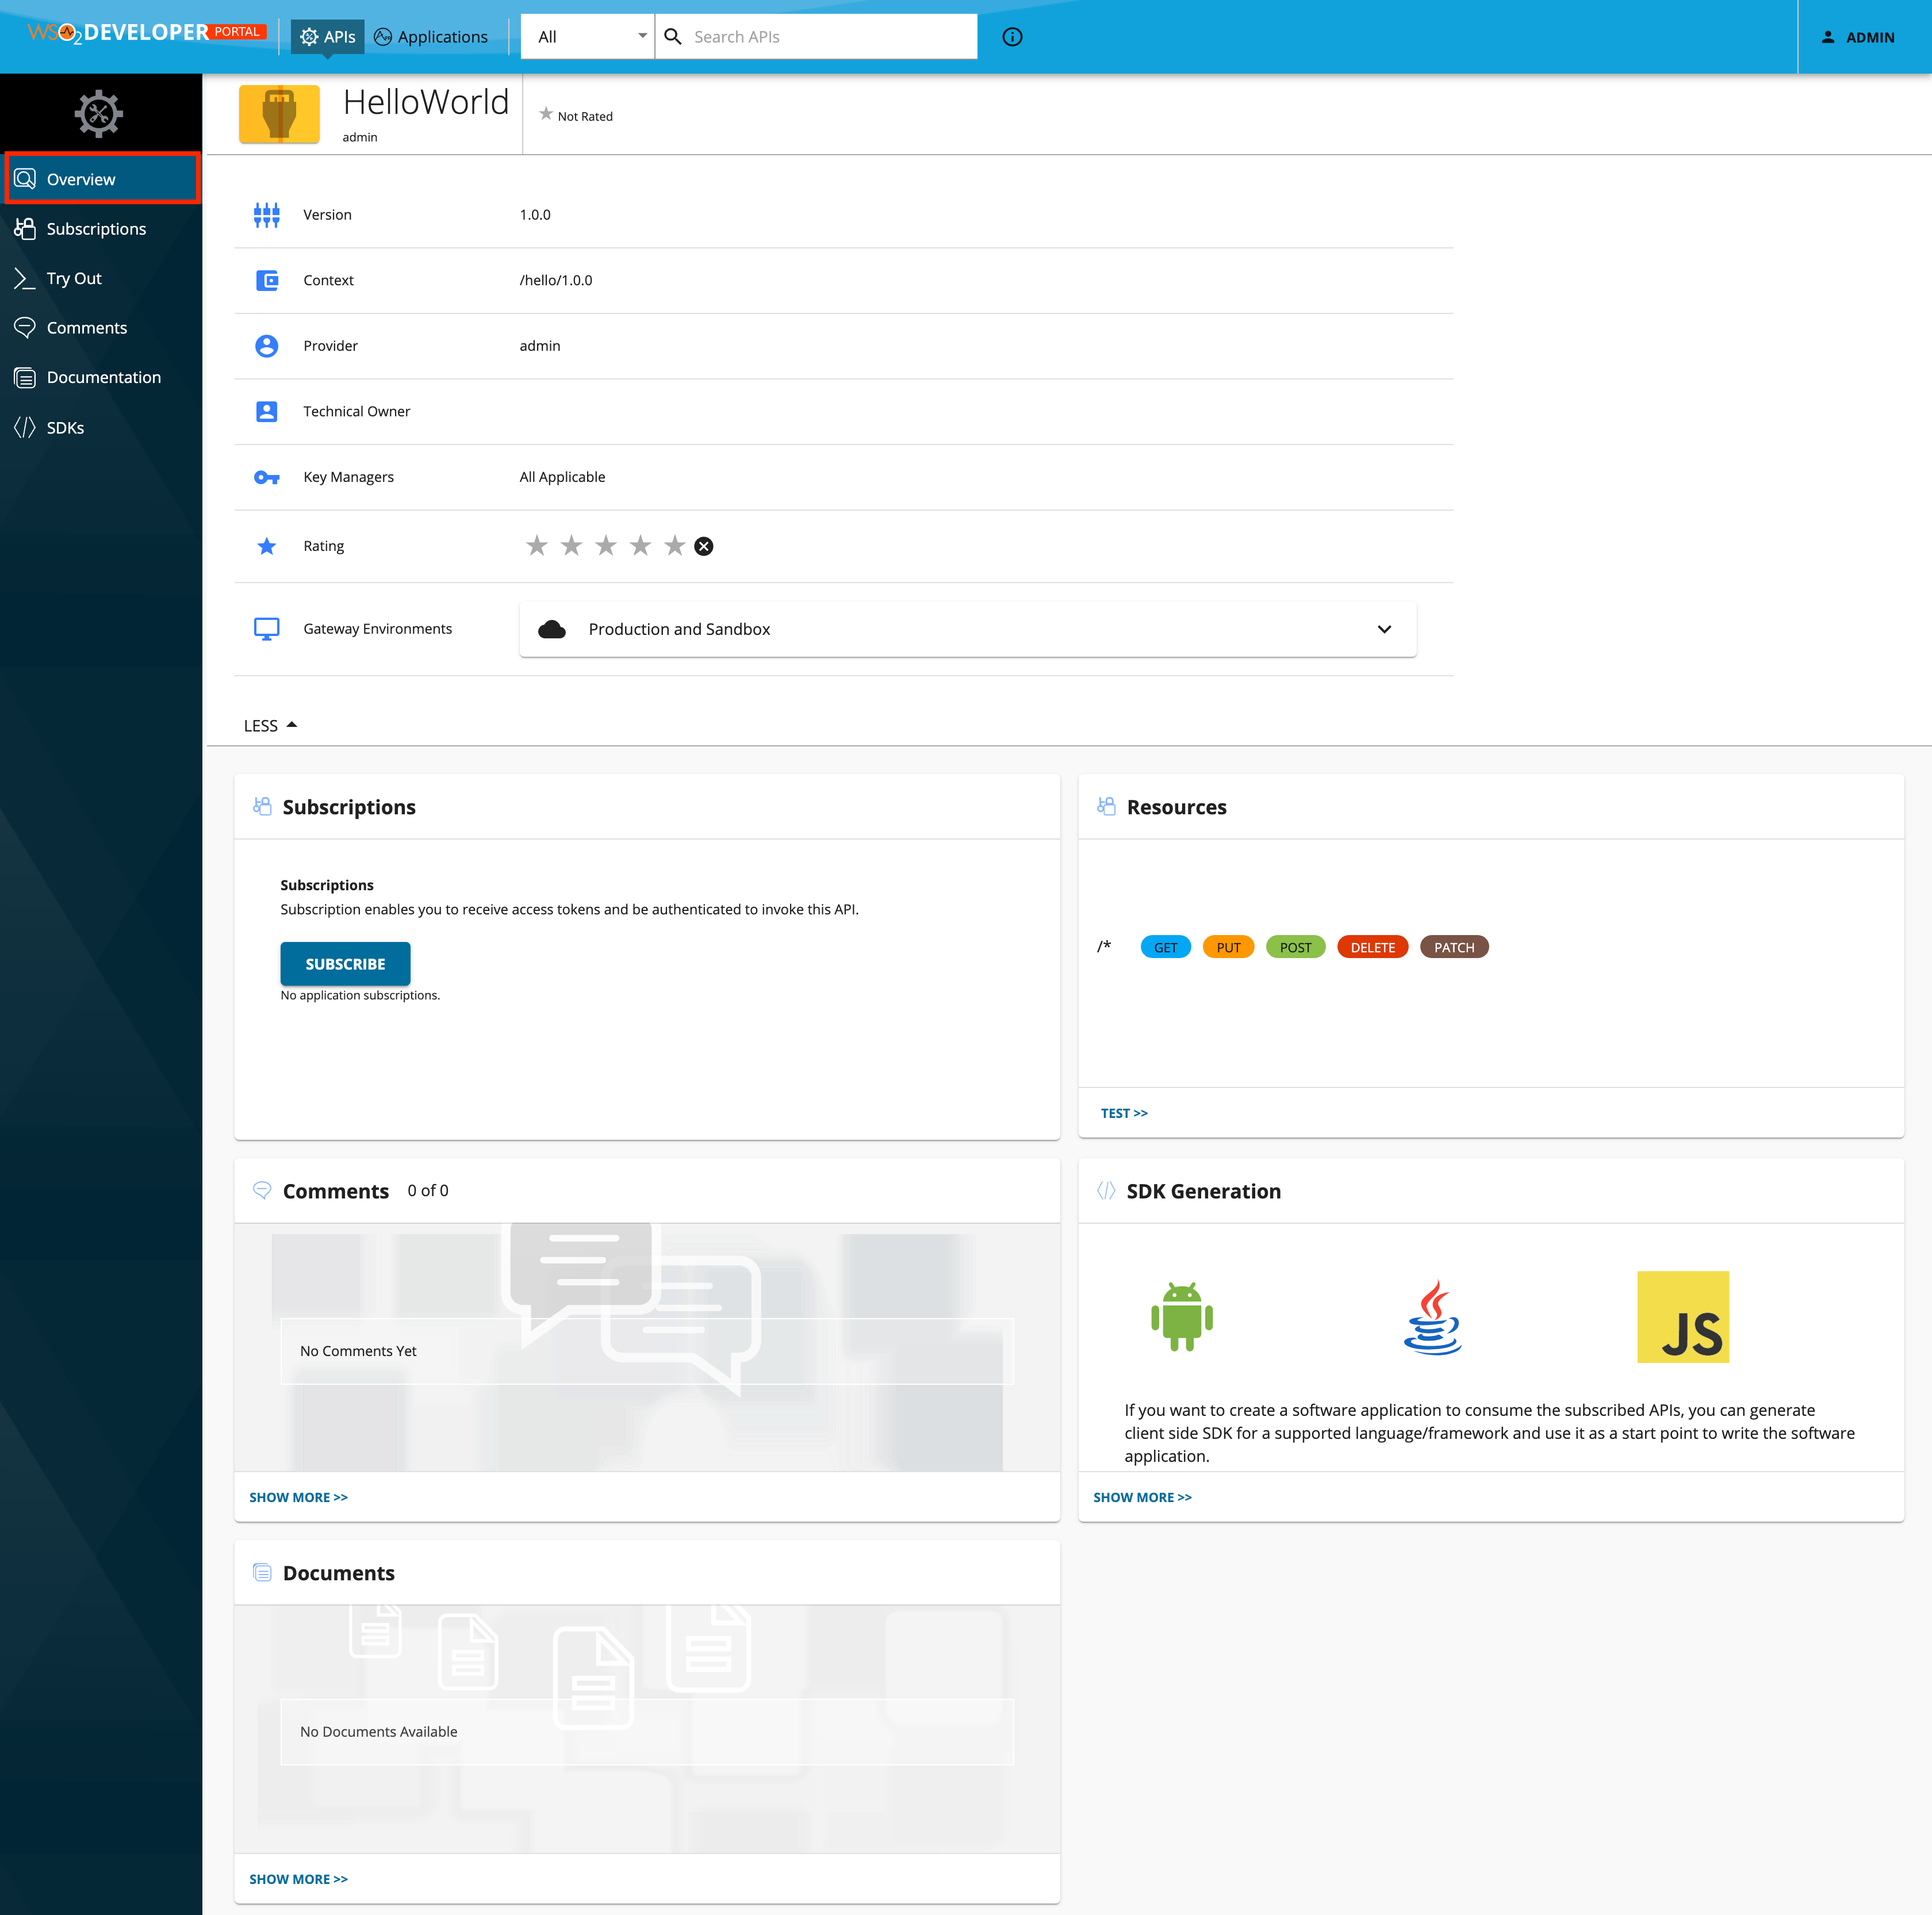 WSO2 DEVELOPER PORTAL
APIs
Applications
All
Search APIs
ADMIN
Overview
Subscriptions
Try Out
Comments
Documentation
SDKs
HelloWorld
admin
Not Rated
Version 1.0.0
Context /hello/1.0.0
Provider admin
Technical Owner
Key Managers All Applicable
Rating
Gateway Environments Production and Sandbox
LESS
Subscriptions
Subscriptions
Subscription enables you to receive access tokens and be authenticated to invoke this API.
SUBSCRIBE
No application subscriptions.
Resources
/* GET PUT POST DELETE PATCH
TEST >>
Comments 0 of 0
No Comments Yet
SHOW MORE >>
SDK Generation
JS
If you want to create a software application to consume the subscribed APIs, you can generate
client side SDK for a supported language/framework and use it as a start point to write the software
application.
SHOW MORE >>
Documents
No Documents Available
SHOW MORE >>